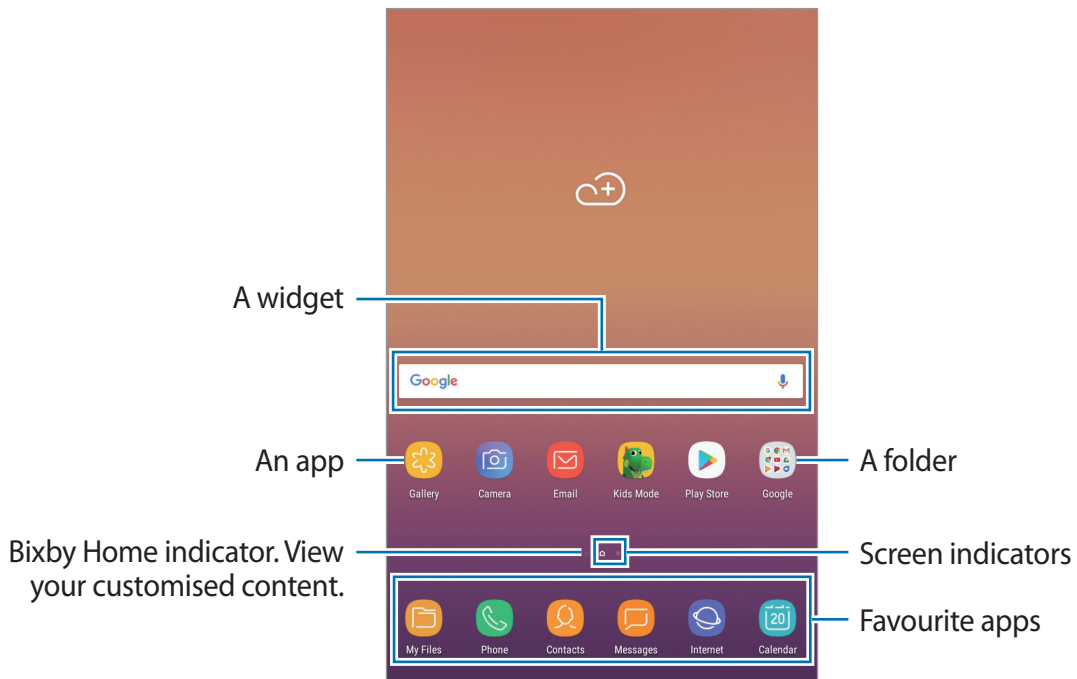 A widget
Google
An app
A folder
Gallery
Camera
Email
Kids Mode
Play Store
Google
Bixby Home indicator. View
your customised content.
Screen indicators
Favourite apps
20
My Files
Phone
Contacts
Messages
Internet
Calendar